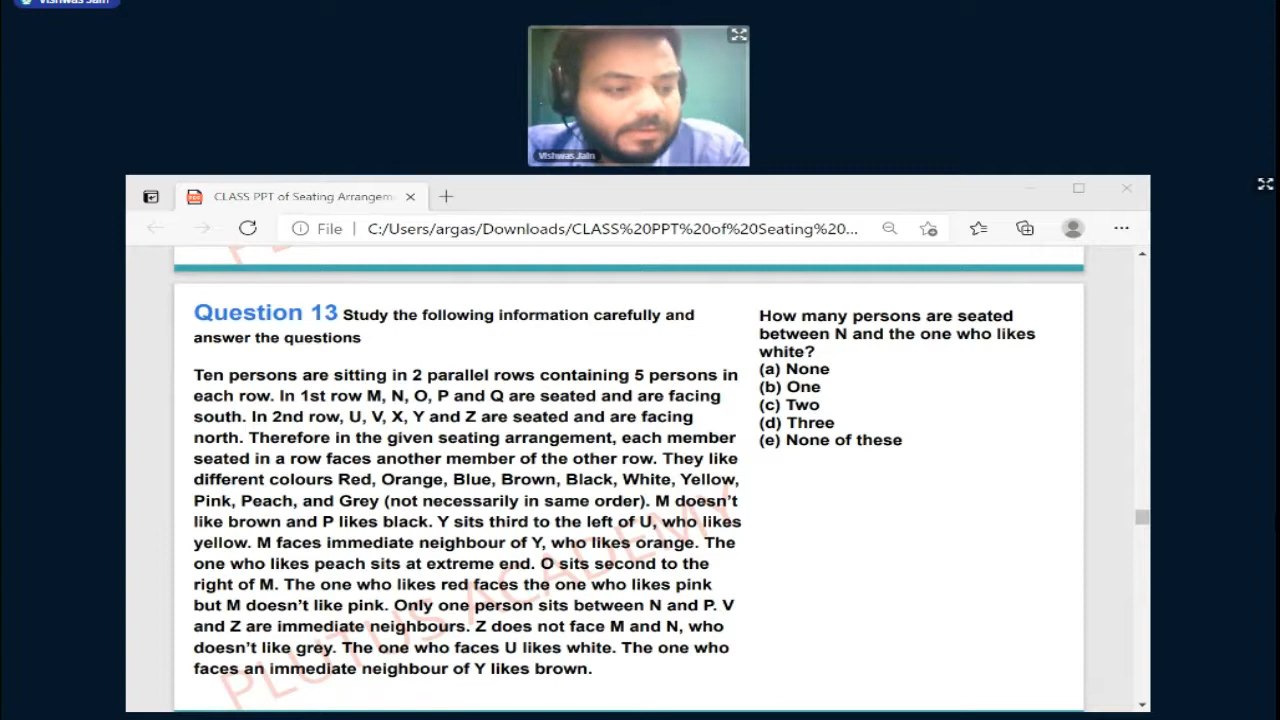 Vishwas Jain
Vishwas Jain
CLASS PPT of Seating Arrangem
File
C:/Users/argas/Downloads/CLASS%20PPT%20of%20Seating%20...
Question 13 Study the following information carefully and
answer the questions
Ten persons are sitting in 2 parallel rows containing 5 persons in
each row. In 1st row M, N, O, P and Q are seated and are facing
south. In 2nd row, U, V, X, Y and Z are seated and are facing
north. Therefore in the given seating arrangement, each member
seated in a row faces another member of the other row. They like
different colours Red, Orange, Blue, Brown, Black, White, Yellow,
Pink, Peach, and Grey (not necessarily in same order). M doesn't
like brown and P likes black. Y sits third to the left of U, who likes
yellow. M faces immediate neighbour of Y, who likes orange. The
one who likes peach sits at extreme end. O sits second to the
right of M. The one who likes red faces the one who likes pink
but M doesn't like pink. Only one person sits between N and P. V
and Z are immediate neighbours. Z does not face M and N, who
doesn't like grey. The one who faces U likes white. The one who
faces an immediate neighbour of Y likes brown.
How many persons are seated
between N and the one who likes
white?
(a) None
(b) One
(c) Two
(d) Three
(e) None of these
PLUTUS ACADEMY